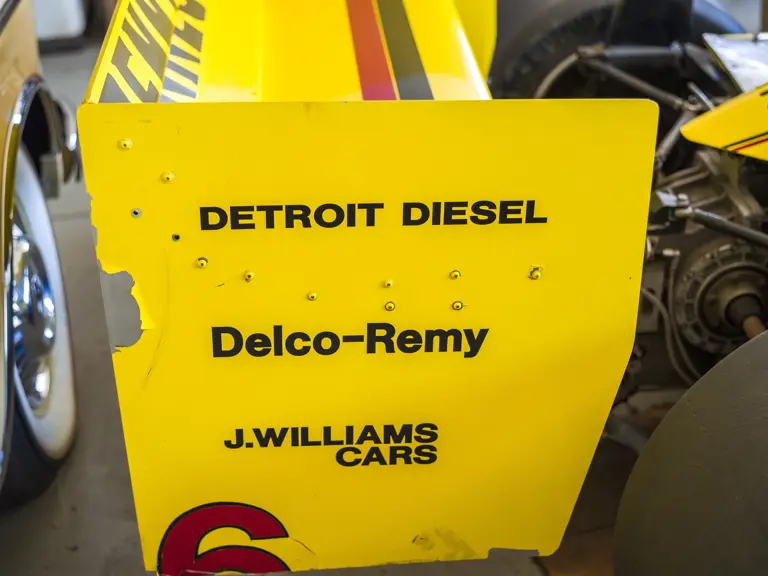 DETROIT DIESEL
Delco-Remy
J.WILLIAMS
CARS
6